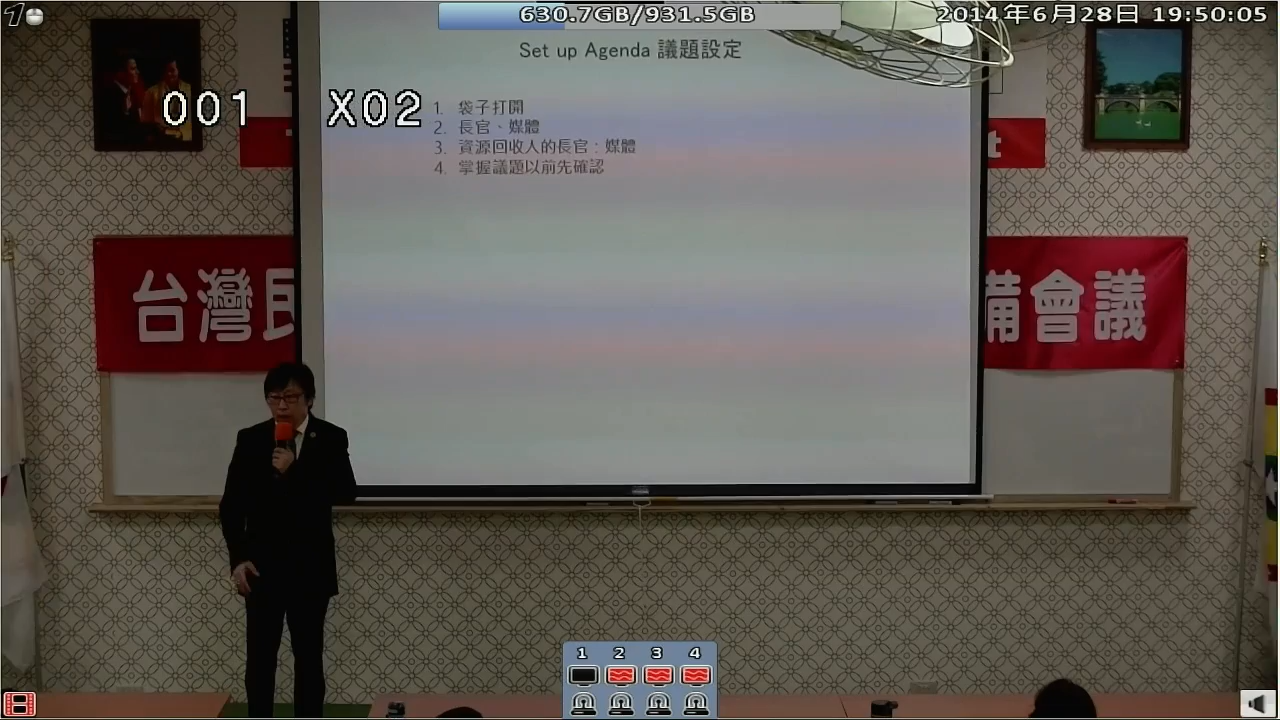 630.7GB/931.5GB
2014年6月28日 19:50:05
Set up Agenda 議題設定
001 X02
1. 袋子打開
2. 長官、媒體
3. 資源回收人的長官：媒體
4. 掌握議題以前先確認
t
台灣民
備會議
1 2 3 4